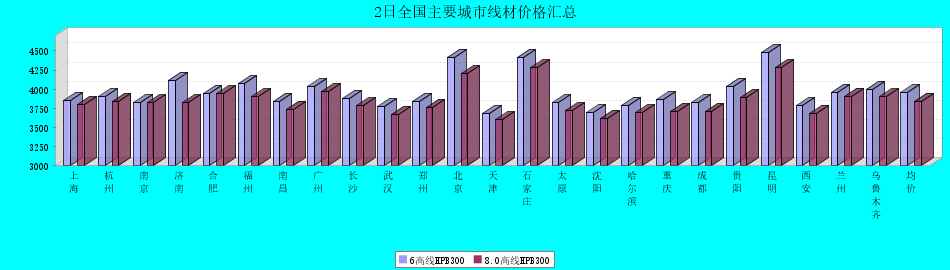 2日全国主要城市线材价格汇总
4500
4250
4000
3750
3500
3250
3000
上海
杭州
南京
济南
合肥
福州
南昌
广州
长沙
武汉
郑州
北京
天津
石家庄
太原
沈阳
哈尔滨
重庆
成都
贵阳
昆明
西安
兰州
乌鲁木齐
均价
6高线HPB300
8.0高线HPB300